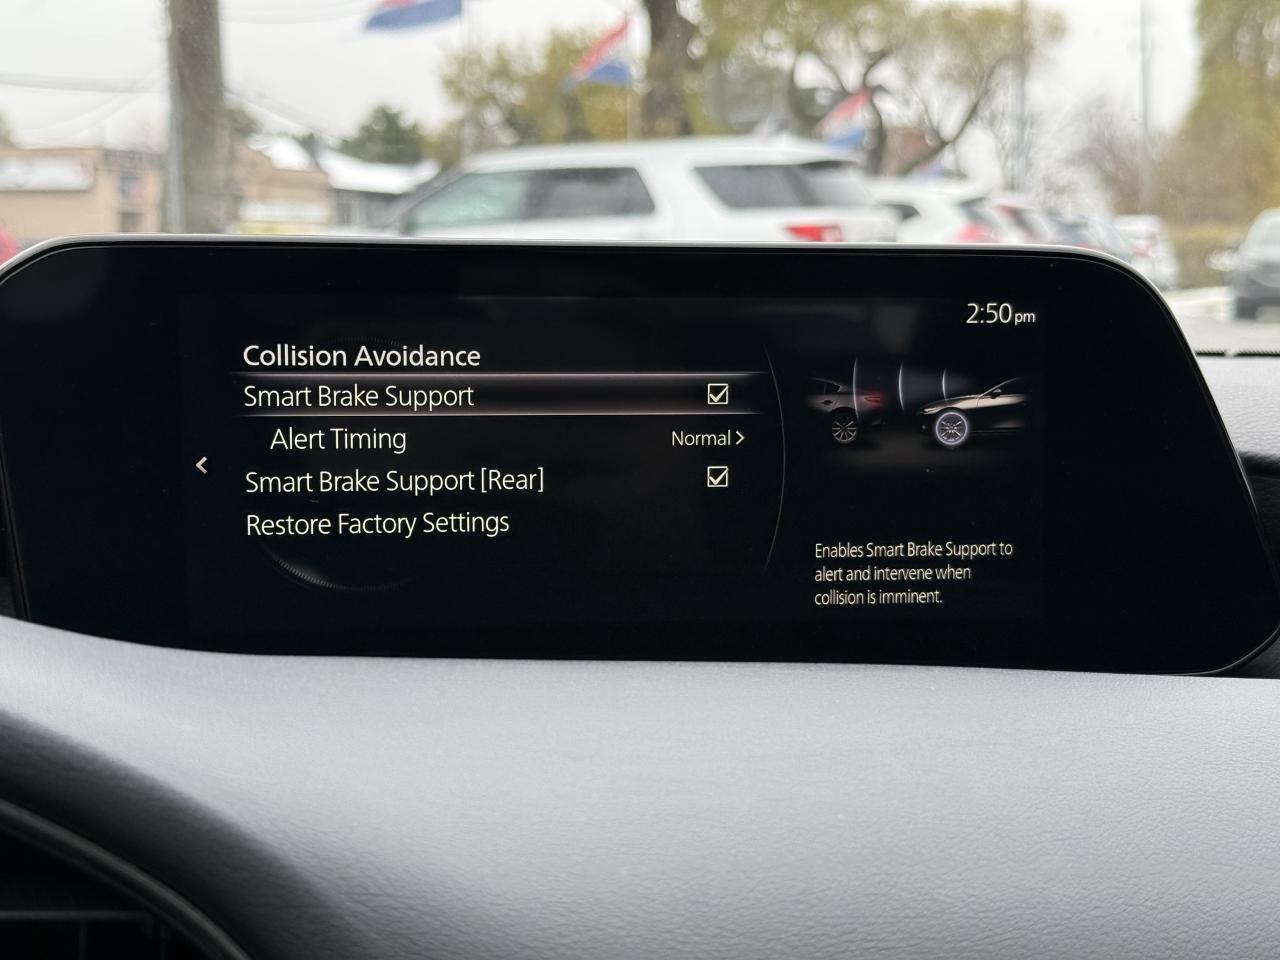 2:50pm
Collision Avoidance
Smart Brake Support
Alert Timing
Normal >
Smart Brake Support [Rear]
Restore Factory Settings
Enables Smart Brake Support to
alert and intervene when
collision is imminent.